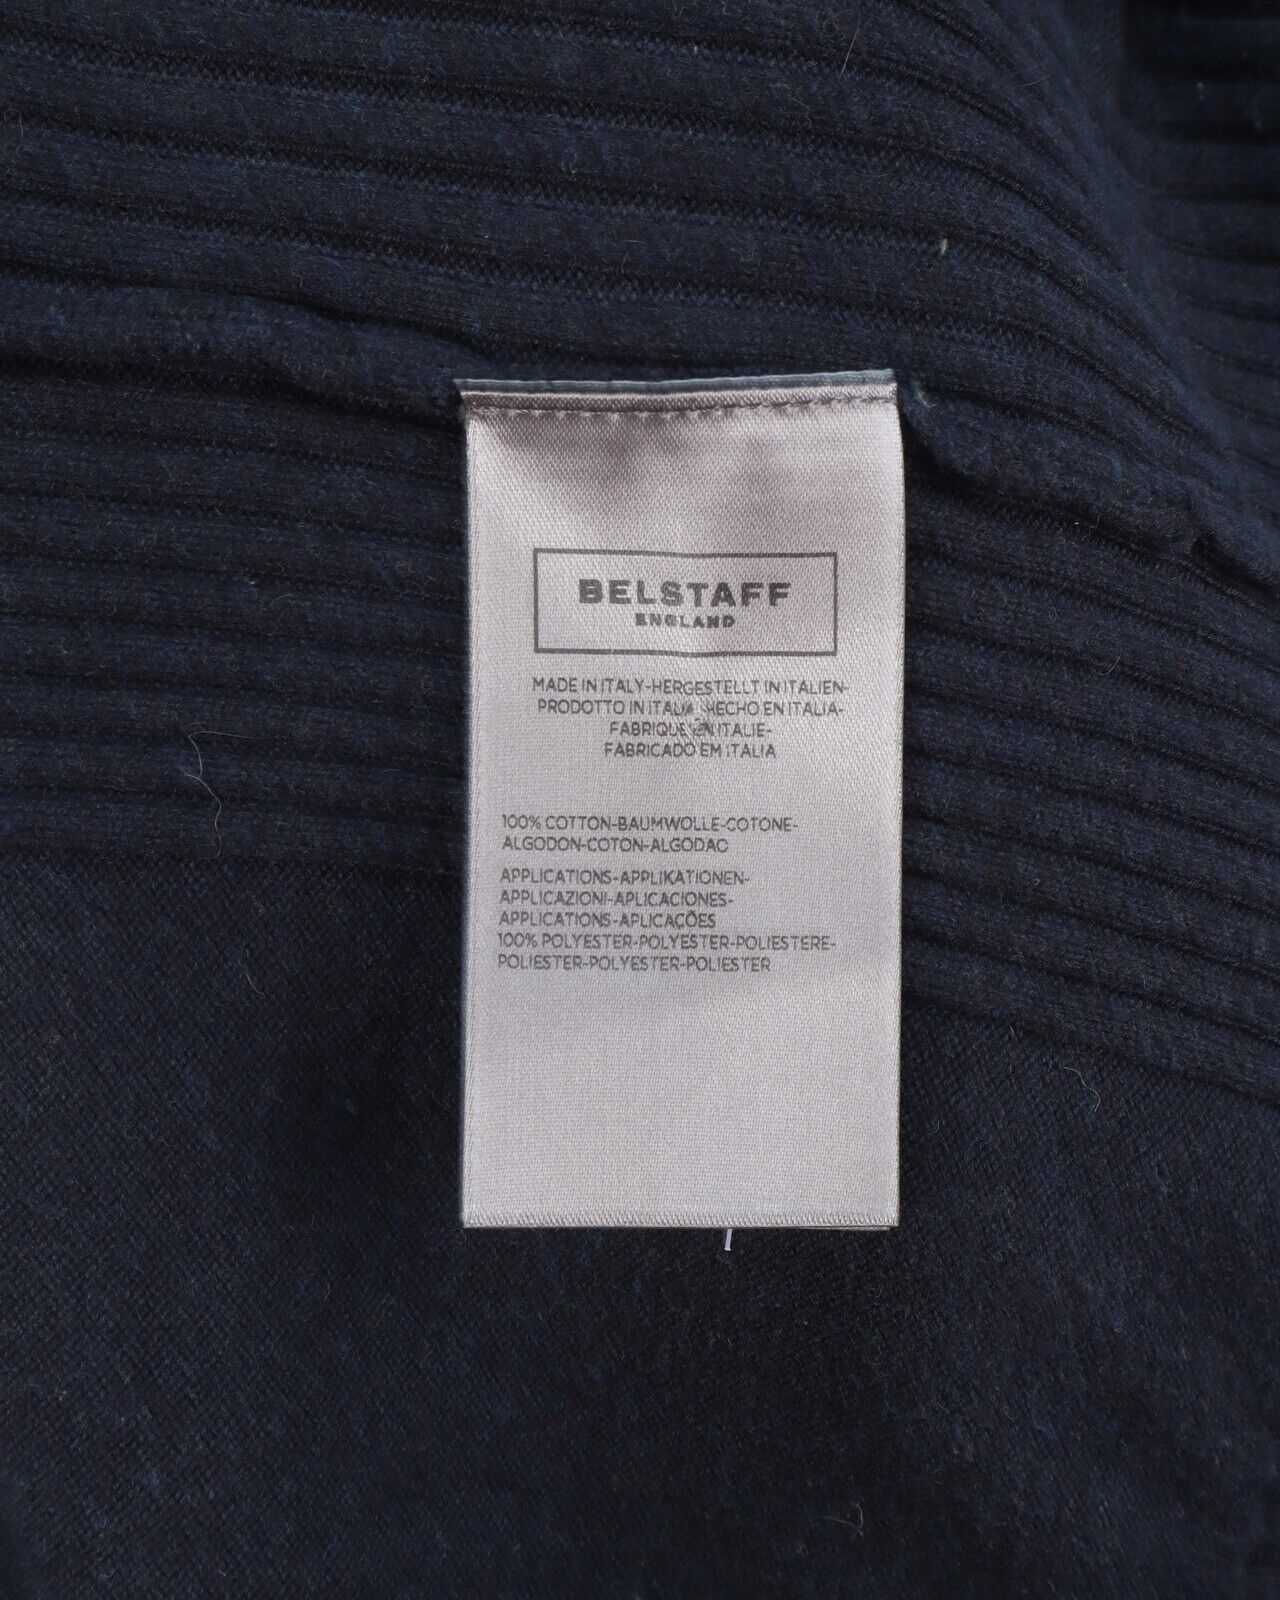 BELSTAFF
ENGLAND
MADE IN ITALY-HERGESTELLT IN ITALIEN-
PRODOTTO IN ITALIA-HECHO EN ITALIA-
FABRIQUE EN ITALIE-
FABRICADO EM ITALIA
100% COTTON-BAUMWOLLE-COTONE-
ALGODON-COTON-ALGODAC
APPLICATIONS-APPLIKATIONEN-
APPLICAZIONI-APLICACIONES-
APPLICATIONS-APLICAÇÕES
100% POLYESTER-POLYESTER-POLIESTERE-
POLIESTER-POLYESTER-POLIESTER